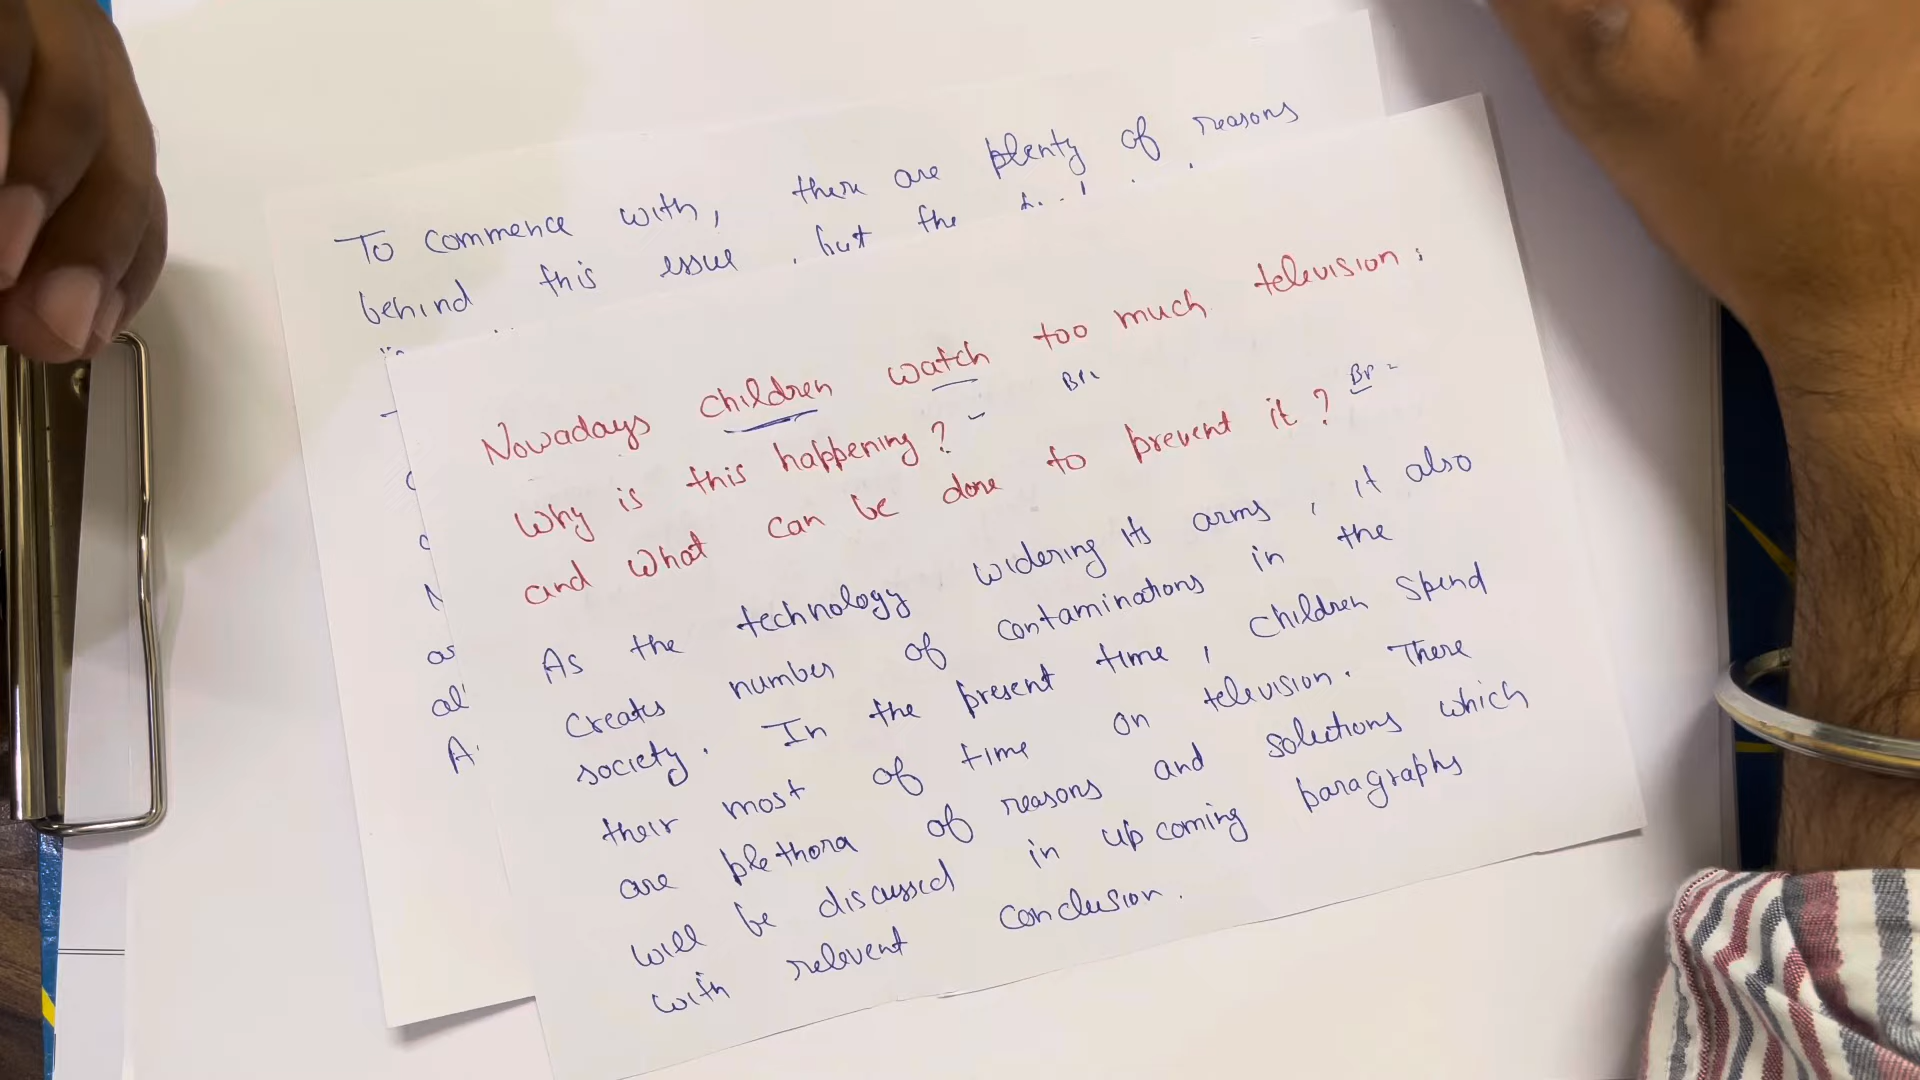 To commence with, there are plenty of reasons
behind this issue, but the
Nowadays children watch too much television:
BP1
Why is this happening?
and what can be done to prevent it?
BP2
As the technology widering its arms, it also
creates number of contaminations in the
society. In the present time, children spend
their most of time on television. There
are plethora of reasons and solutions which
will be discussed in upcoming paragraphs
with relevent conclusion.